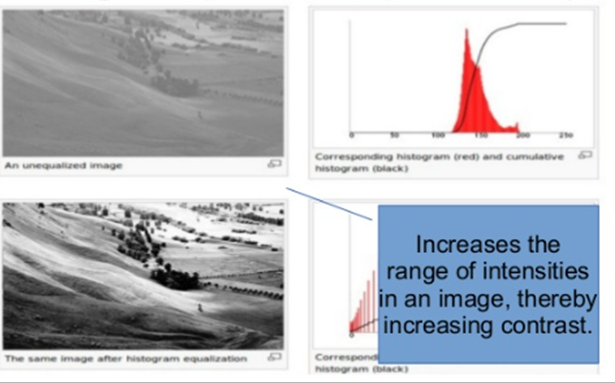 0 50 100 150 200 250
An unequalized image
Corresponding histogram (red) and cumulative
histogram (black)
Increases the
range of intensities
in an image, thereby
increasing contrast.
0
The same image after histogram equalization
Correspond
histogram (black)